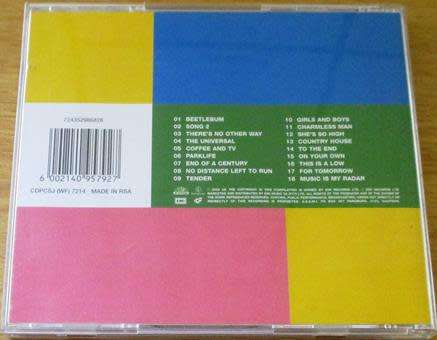 724352986828
6 002140 957927
CDPCSJ (WF) 7214 MADE IN RSA
01 BEETLEBUM
02 SONG 2
03 THERE'S NO OTHER WAY
04 THE UNIVERSAL
05 COFFEE AND TV
06 PARKLIFE
07 END OF A CENTURY
08 NO DISTANCE LEFT TO RUN
09 TENDER
10 GIRLS AND BOYS
11 CHARMLESS MAN
12 SHE'S SO HIGH
13 COUNTRY HOUSE
14 TO THE END
15 ON YOUR OWN
16 THIS IS A LOW
17 FOR TOMORROW
18 MUSIC IS MY RADAR
EMI